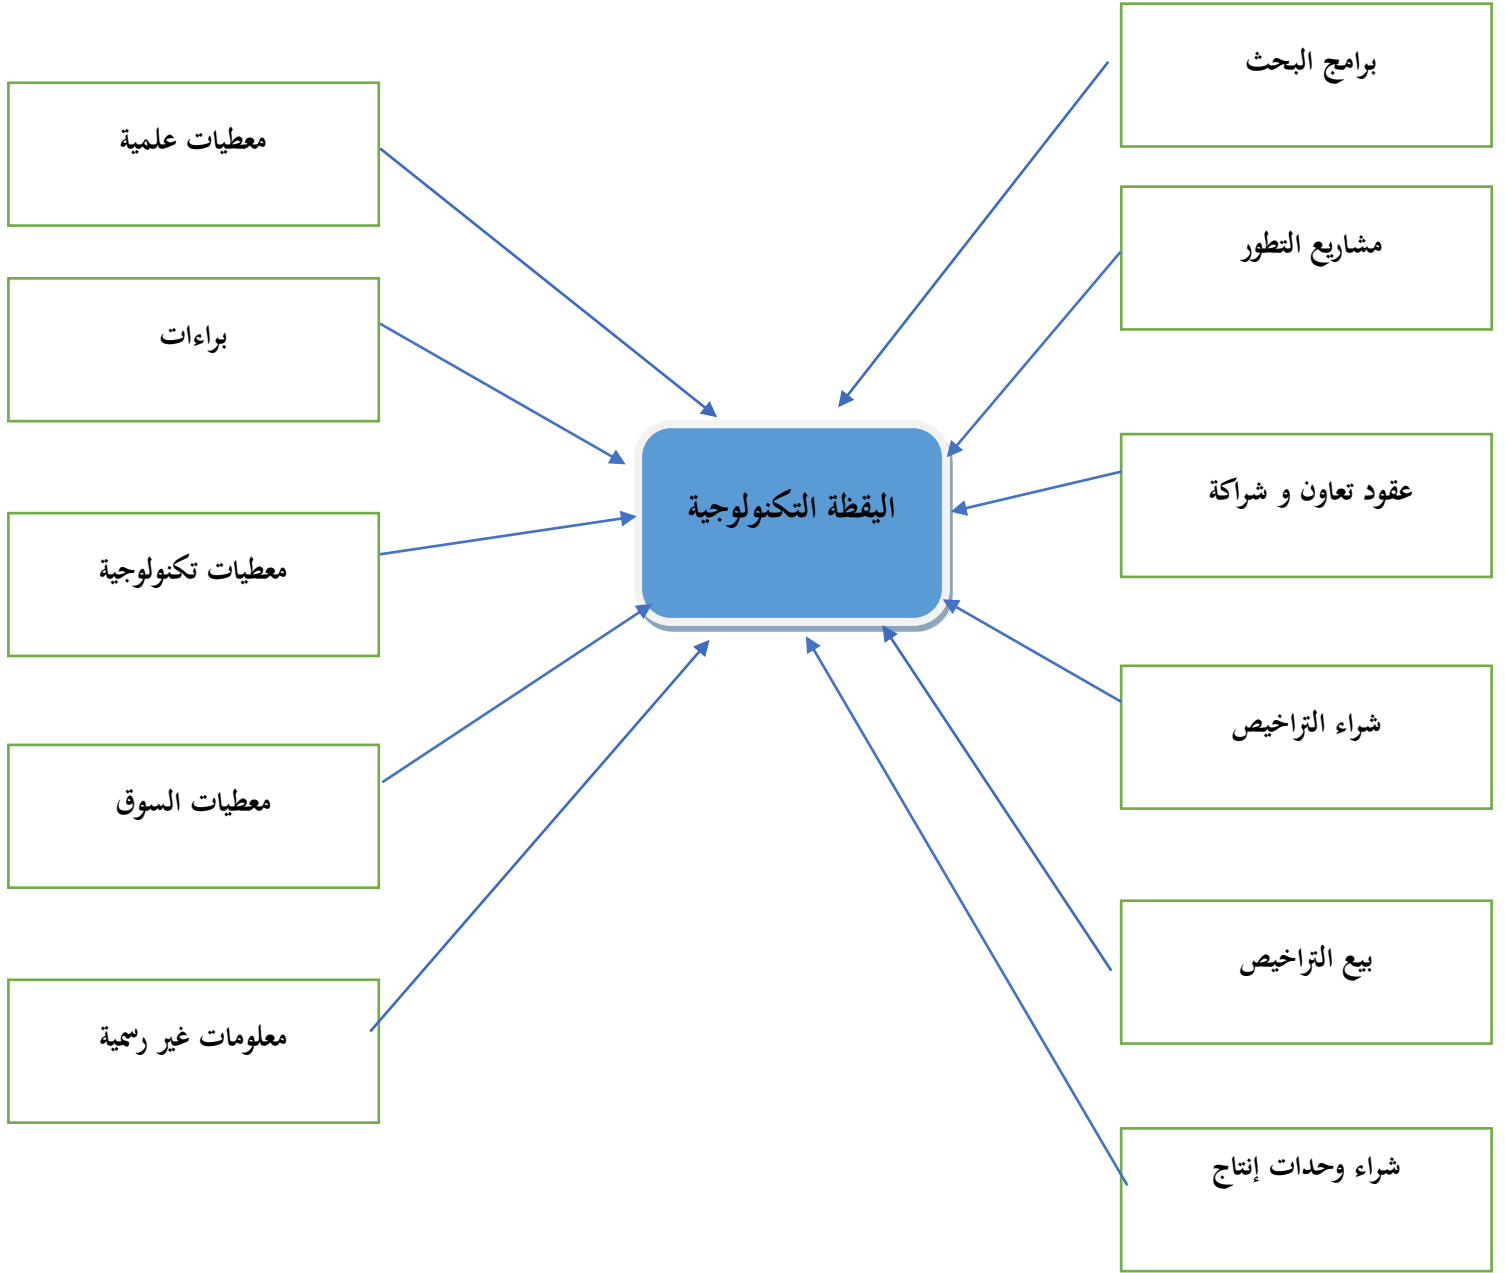 برامج البحث
معطيات علمية
مشاريع التطور
براءات
عقود تعاون و شراكة
اليقظة التكنولوجية
معطيات تكنولوجية
شراء التراخيص
معطيات السوق
بيع التراخيص
معلومات غير رسمية
شراء وحدات إنتاج